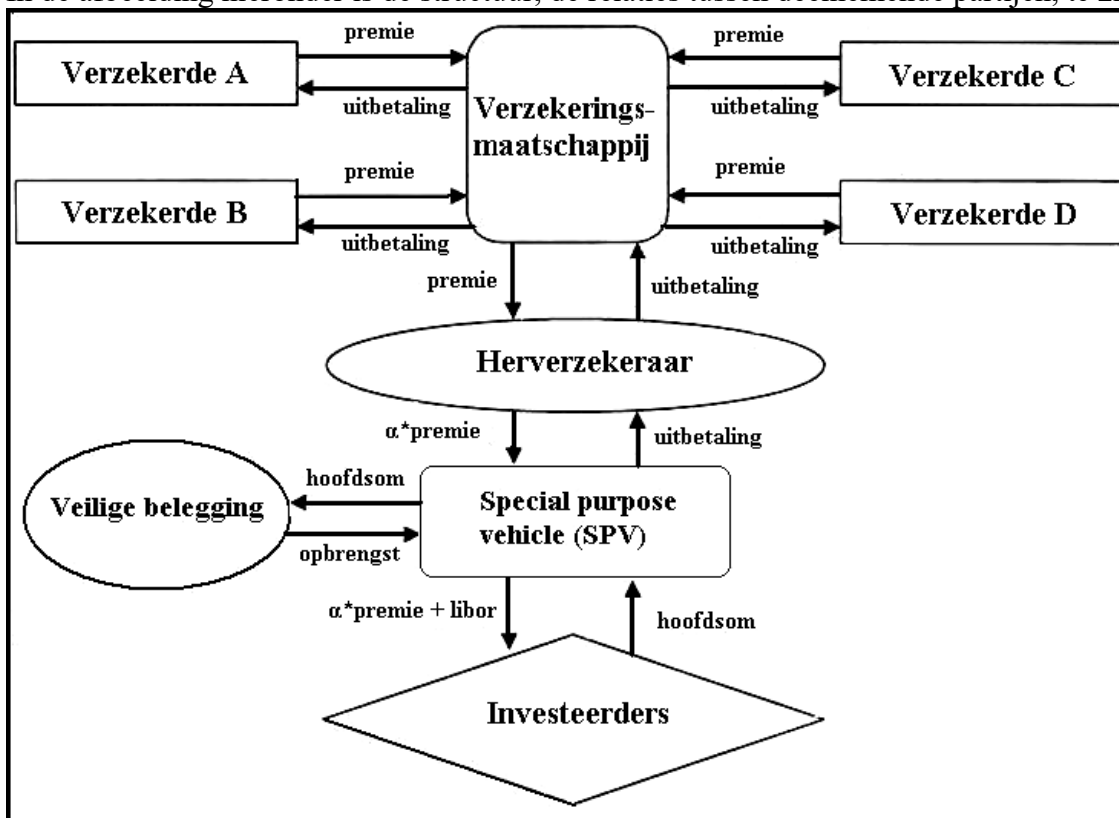 premie
premie
Verzekerde A
Verzekerings-
maatschappij
Verzekerde C
uitbetaling
uitbetaling
premie
premie
Verzekerde B
Verzekerde D
uitbetaling
uitbetaling
premie
uitbetaling
Herverzekeraar
α*premie
uitbetaling
hoofdsom
Veilige belegging
Special purpose
vehicle (SPV)
opbrengst
α*premie + libor
hoofdsom
Investeerders